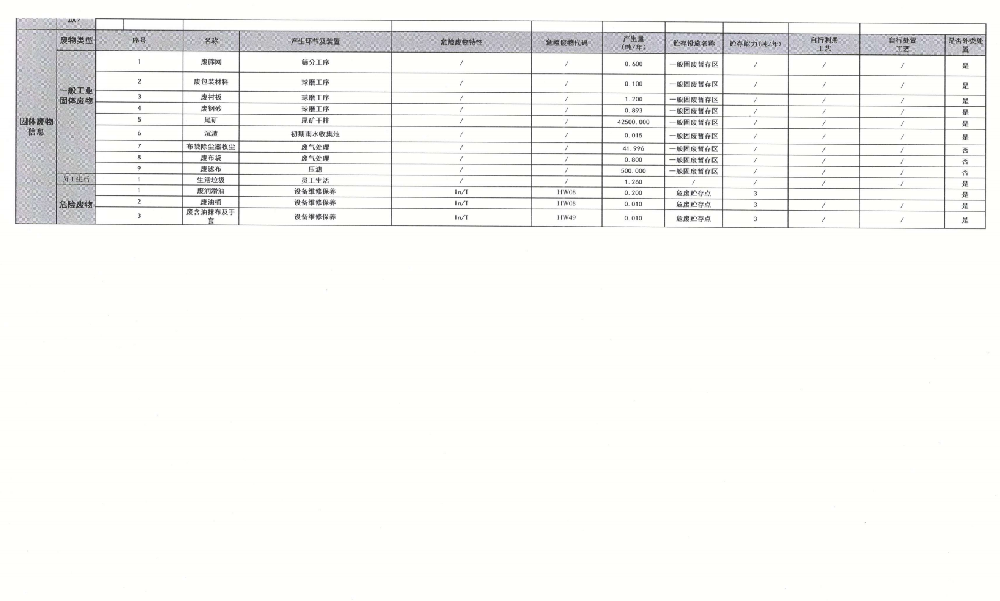 放）
废物类型 序号 名称 产生环节及装置 危险废物特性 危险废物代码 产生量（吨/年） 贮存设施名称 贮存能力(吨/年) 自行利用工艺 自行处置工艺 是否外委处置
固体废物信息
一般工业固体废物
1 废筛网 筛分工序 / / 0.600 一般固废暂存区 / / / 是
2 废包装材料 球磨工序 / / 0.100 一般固废暂存区 / / / 是
3 废衬板 球磨工序 / / 1.200 一般固废暂存区 / / / 是
4 废钢砂 球磨工序 / / 0.893 一般固废暂存区 / / / 是
5 尾矿 尾矿干排 / / 42500.000 一般固废暂存区 / / / 是
6 沉渣 初期雨水收集池 / / 0.015 一般固废暂存区 / / / 是
7 布袋除尘器收尘 废气处理 / / 41.996 一般固废暂存区 / / / 否
8 废布袋 废气处理 / / 0.800 一般固废暂存区 / / / 否
9 废滤布 压滤 / / 500.000 一般固废暂存区 / / / 否
员工生活 1 生活垃圾 员工生活 / / 1.260 / / / / 是
危险废物
1 废润滑油 设备维修保养 In/T HW08 0.200 危废贮存点 3 是
2 废油桶 设备维修保养 In/T HW08 0.010 危废贮存点 3 / / 是
3 废含油抹布及手套 设备维修保养 In/T HW49 0.010 危废贮存点 3 / / 是